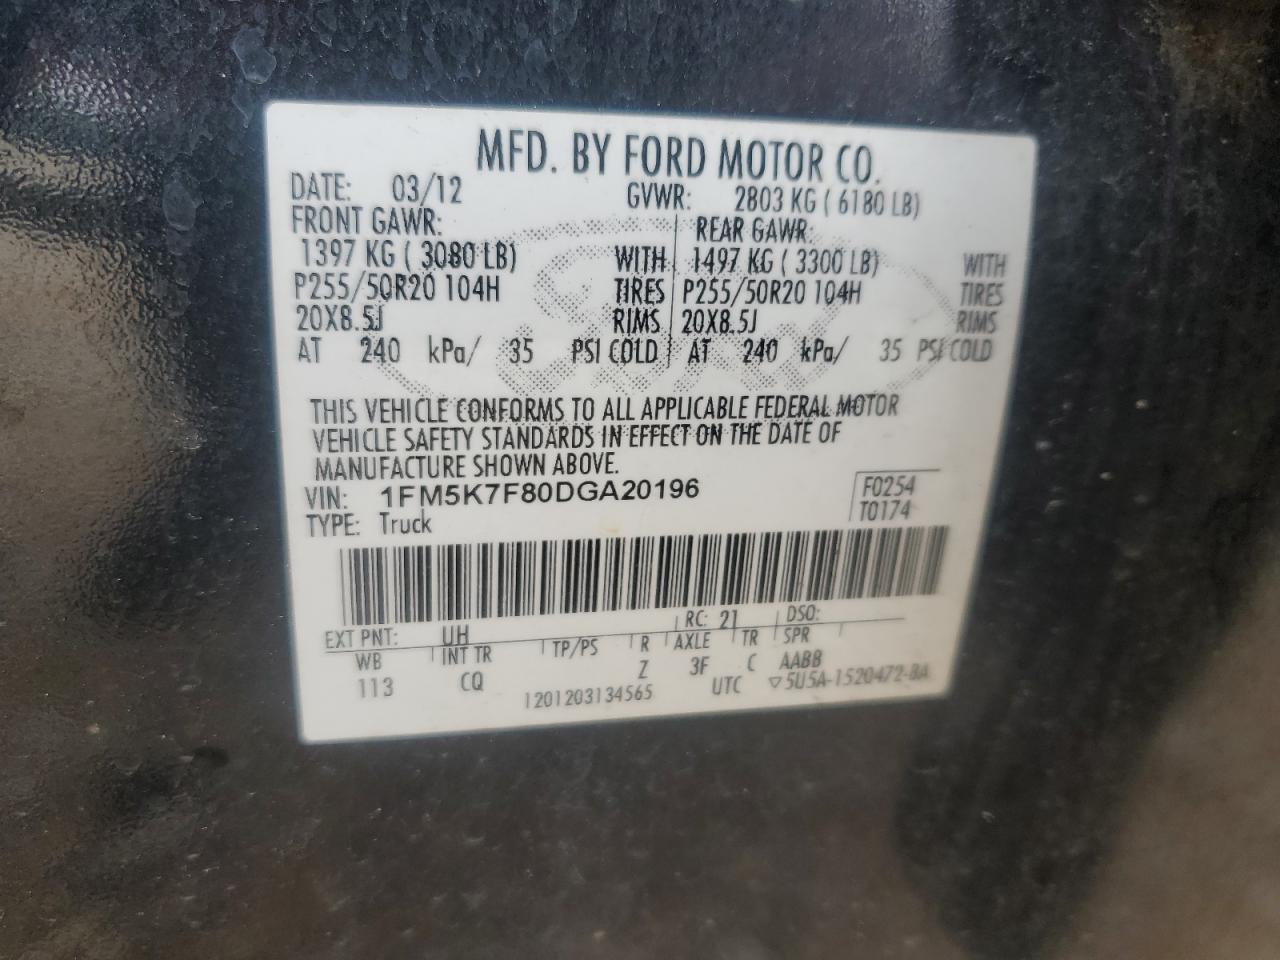 MFD. BY FORD MOTOR CO.
DATE: 03/12 GVWR: 2803 KG ( 6180 LB)
FRONT GAWR: REAR GAWR:
1397 KG ( 3080 LB) WITH 1497 KG ( 3300 LB) WITH
P255/50R20 104H TIRES P255/50R20 104H TIRES
20X8.5J RIMS 20X8.5J RIMS
AT 240 kPa/ 35 PSI COLD AT 240 kPa/ 35 PSI COLD
THIS VEHICLE CONFORMS TO ALL APPLICABLE FEDERAL MOTOR
VEHICLE SAFETY STANDARDS IN EFFECT ON THE DATE OF
MANUFACTURE SHOWN ABOVE.
VIN: 1FM5K7F80DGA20196 F0254
TYPE: Truck T0174
EXT PNT: UH RC: 21 DSO:
WB INT TR TP/PS R AXLE TR SPR
113 CQ Z 3F C AABB
1201203134565 UTC ▽5U5A-1520472-BA